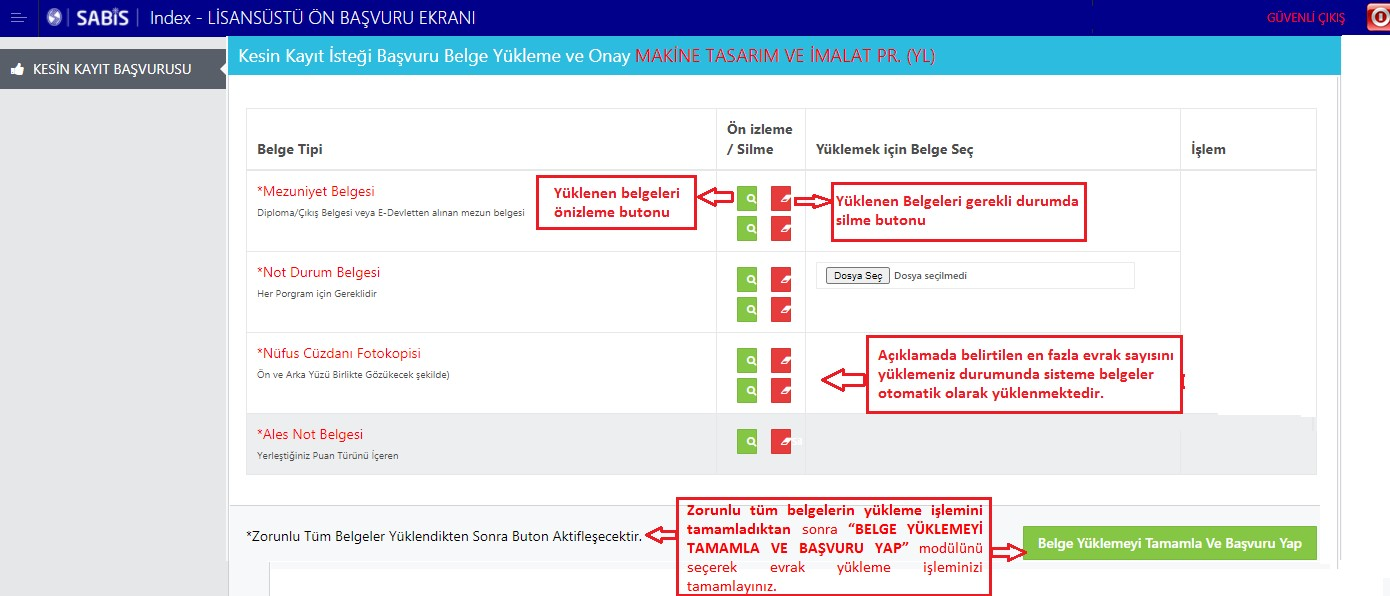 SABİS Index - LİSANSÜSTÜ ÖN BAŞVURU EKRANI GÜVENLİ ÇIKIŞ
KESİN KAYIT BAŞVURUSU
Kesin Kayıt İsteği Başvuru Belge Yükleme ve Onay MAKİNE TASARIM VE İMALAT PR. (YL)
Belge Tipi
Ön izleme
/ Silme
Yüklemek için Belge Seç
İşlem
*Mezuniyet Belgesi
Diploma/Çıkış Belgesi veya E-Devletten alınan mezun belgesi
Yüklenen belgeleri
önizleme butonu
Yüklenen Belgeleri gerekli durumda
silme butonu
*Not Durum Belgesi
Her Porgram için Gereklidir
Dosya Seç Dosya seçilmedi
*Nüfus Cüzdanı Fotokopisi
Ön ve Arka Yüzü Birlikte Gözükecek şekilde)
Açıklamada belirtilen en fazla evrak sayısını
yüklemeniz durumunda sisteme belgeler
otomatik olarak yüklenmektedir.
*Ales Not Belgesi
Yerleştiğiniz Puan Türünü İçeren
*Zorunlu Tüm Belgeler Yüklendikten Sonra Buton Aktifleşecektir.
Zorunlu tüm belgelerin yükleme işlemini
tamamladıktan sonra “BELGE YÜKLEMEYİ
TAMAMLA VE BAŞVURU YAP” modülünü
seçerek evrak yükleme işleminizi
tamamlayınız.
Belge Yüklemeyi Tamamla Ve Başvuru Yap